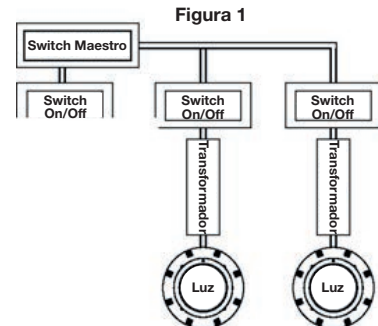 Figura 1
Switch Maestro
Switch
On/Off
Switch
On/Off
Switch
On/Off
Transformador
Transformador
Luz
Luz